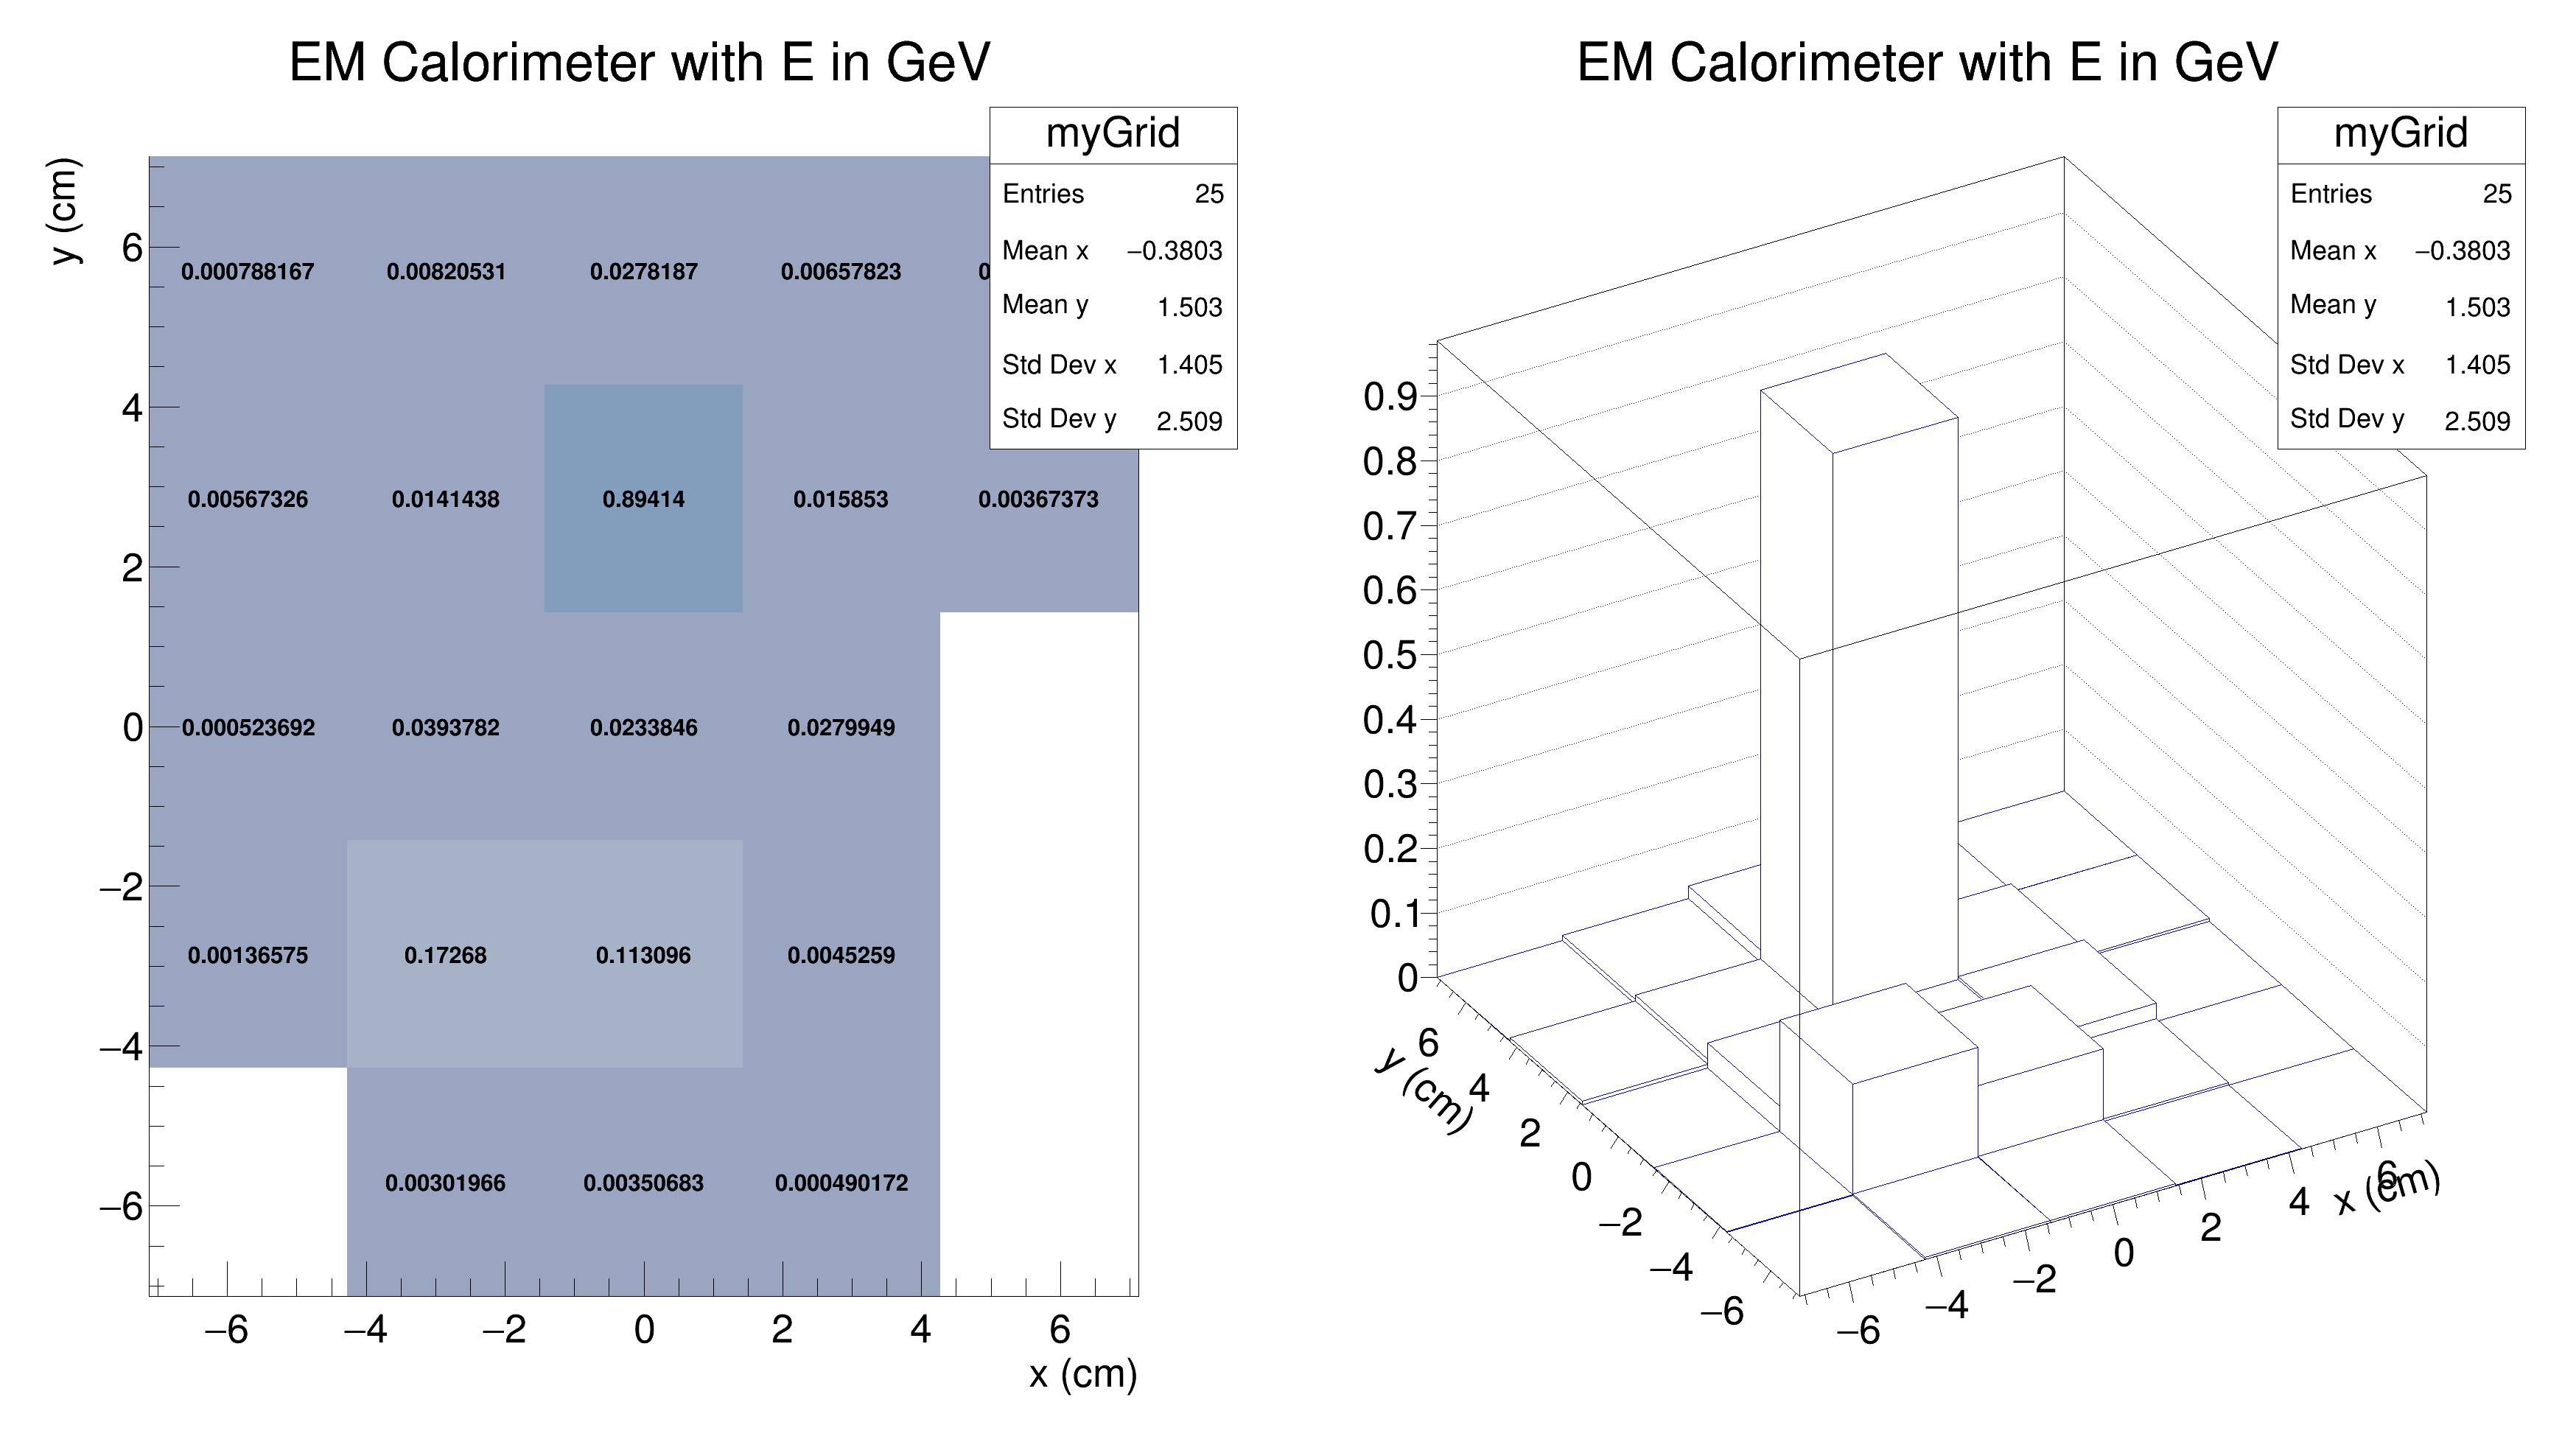 EM Calorimeter with E in GeV
myGrid
Entries 25
Mean x −0.3803
Mean y 1.503
Std Dev x 1.405
Std Dev y 2.509
y (cm)
6
4
2
0
−2
−4
−6
0.000788167 0.00820531 0.0278187 0.00657823
0.00567326 0.0141438 0.89414 0.015853 0.00367373
0.000523692 0.0393782 0.0233846 0.0279949
0.00136575 0.17268 0.113096 0.0045259
0.00301966 0.00350683 0.000490172
−6 −4 −2 0 2 4 6
x (cm)
EM Calorimeter with E in GeV
myGrid
Entries 25
Mean x −0.3803
Mean y 1.503
Std Dev x 1.405
Std Dev y 2.509
0.9
0.8
0.7
0.6
0.5
0.4
0.3
0.2
0.1
0
y (cm)
6
4
2
0
−2
−4
−6
−6 −4 −2 0 2 4 6
x (cm)